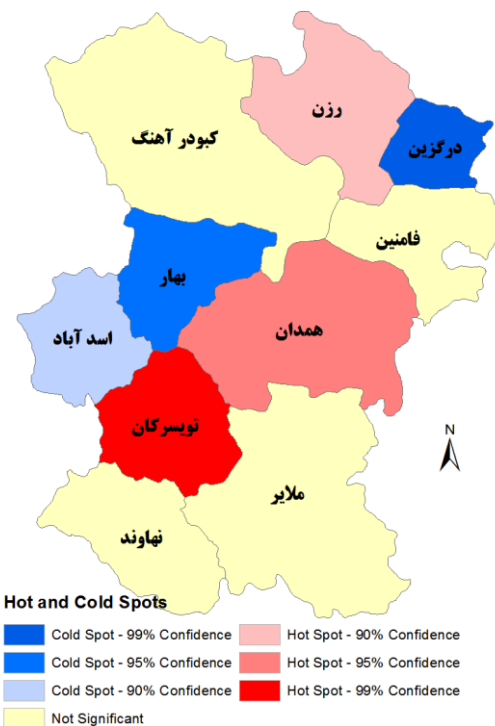 رزن
کبودر آهنگ
درگزین
فامنین
بهار
همدان
اسد آباد
تویسرکان
ملایر
نهاوند
N
Hot and Cold Spots
Cold Spot - 99% Confidence Hot Spot - 90% Confidence
Cold Spot - 95% Confidence Hot Spot - 95% Confidence
Cold Spot - 90% Confidence Hot Spot - 99% Confidence
Not Significant